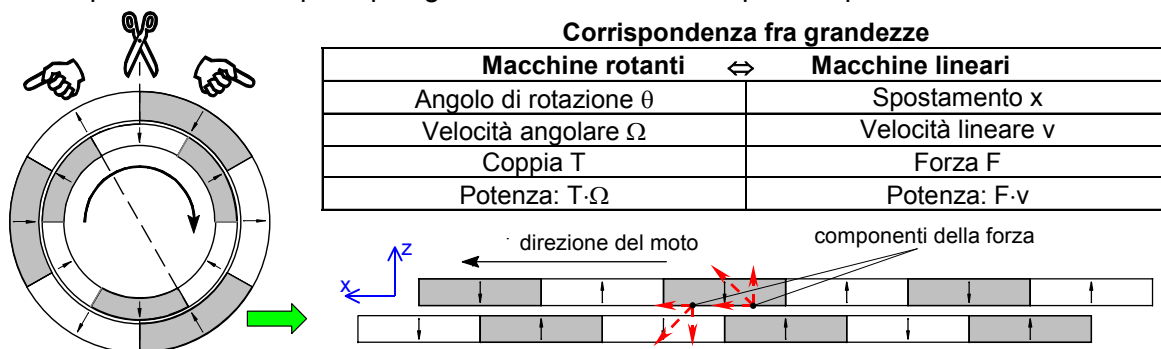 Corrispondenza fra grandezze
Macchine rotanti ⇔ Macchine lineari
Angolo di rotazione θ Spostamento x
Velocità angolare Ω Velocità lineare v
Coppia T Forza F
Potenza: T·Ω Potenza: F·v
direzione del moto
componenti della forza
z
x